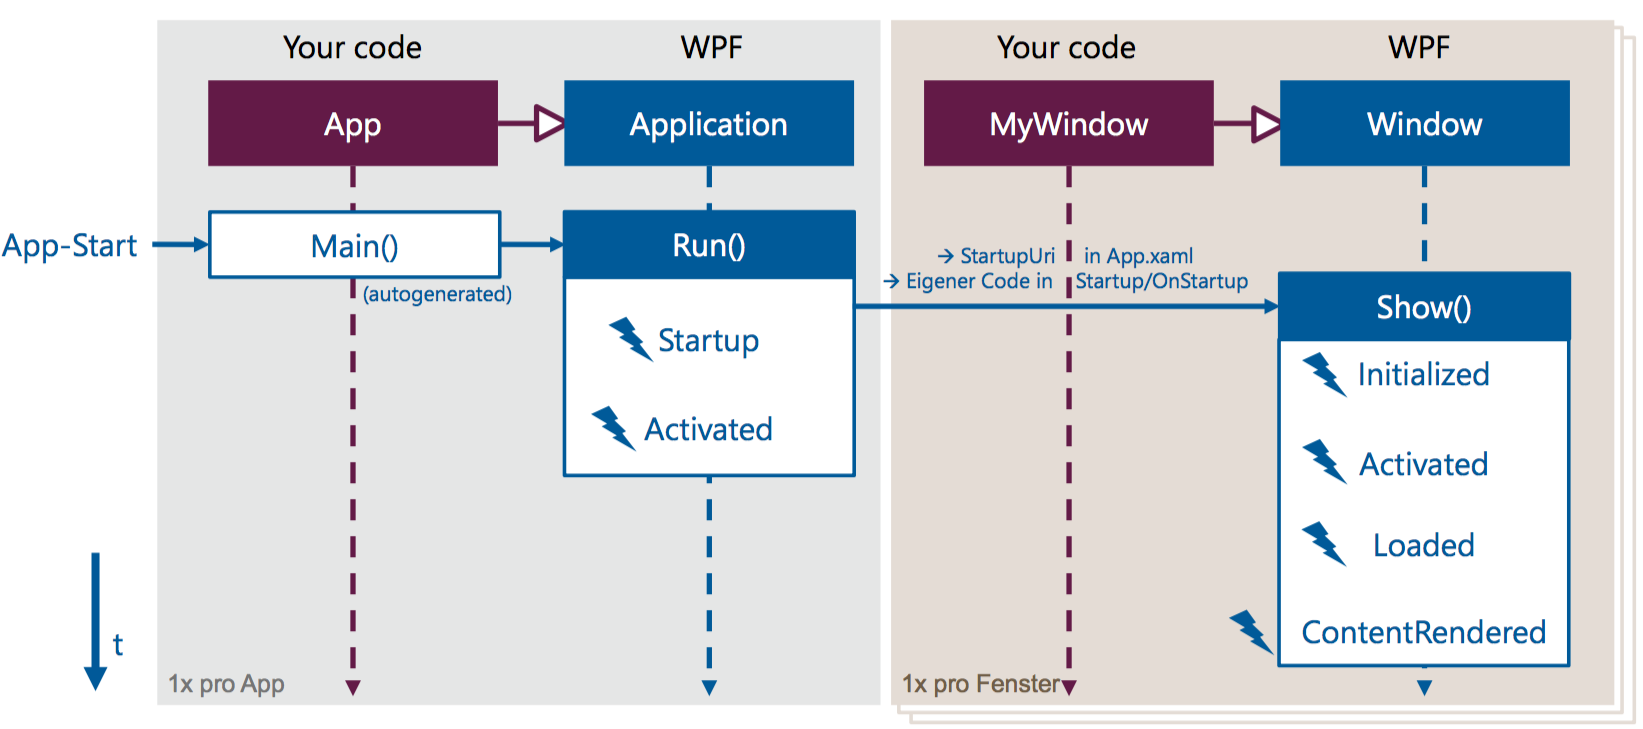 Your code
WPF
Your code
WPF
App
Application
MyWindow
Window
App-Start
Main()
(autogenerated)
Run()
Startup
Activated
→ StartupUri in App.xaml
→ Eigener Code in Startup/OnStartup
Show()
Initialized
Activated
Loaded
ContentRendered
t
1x pro App
1x pro Fenster